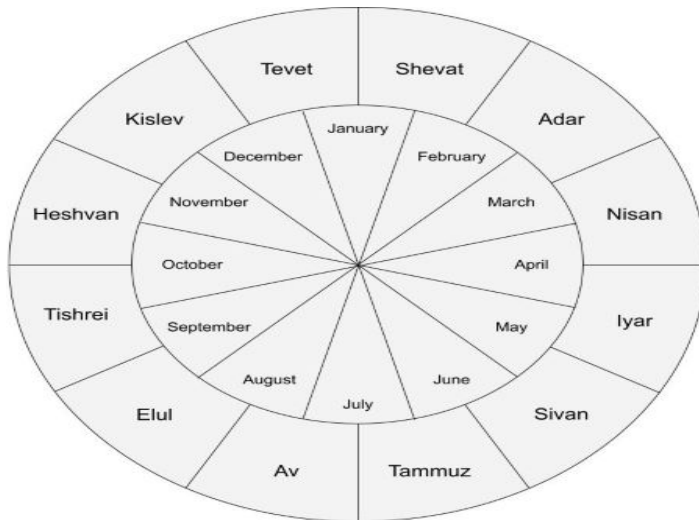 Tevet
Shevat
Adar
Nisan
Iyar
Sivan
Tammuz
Av
Elul
Tishrei
Heshvan
Kislev
January
February
March
April
May
June
July
August
September
October
November
December